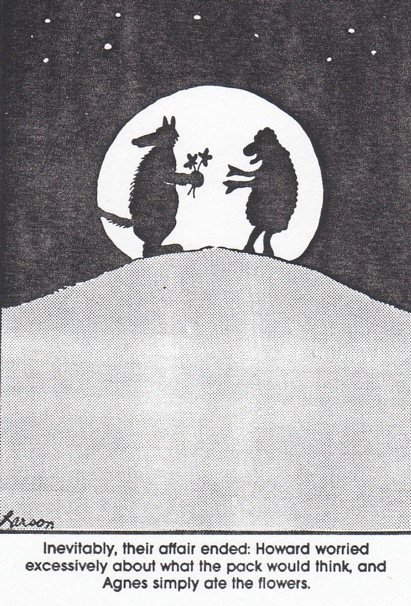 Larson
Inevitably, their affair ended: Howard worried
excessively about what the pack would think, and
Agnes simply ate the flowers.